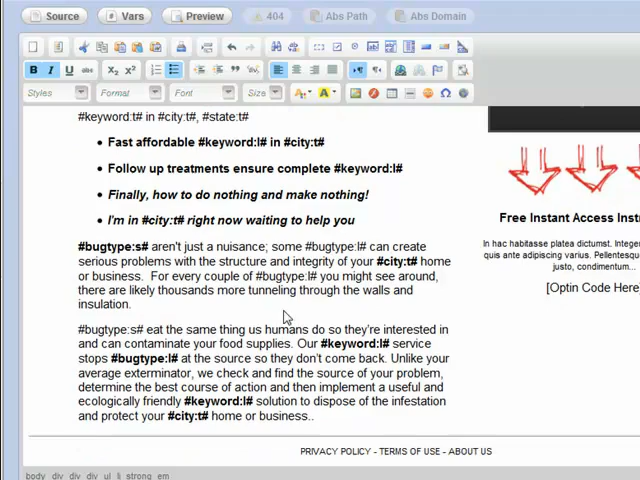 Source Vars Preview 404 Abs Path Abs Domain
B I U abc X₂ X²
Styles Format Font Size A A
#keyword:t# in #city:t#, #state:t#
• Fast affordable #keyword:l# in #city:t#
• Follow up treatments ensure complete #keyword:l#
• Finally, how to do nothing and make nothing!
• I'm in #city:t# right now waiting to help you
#bugtype:s# aren't just a nuisance; some #bugtype:l# can create
serious problems with the structure and integrity of your #city:t# home
or business. For every couple of #bugtype:l# you might see around,
there are likely thousands more tunneling through the walls and
insulation.
#bugtype:s# eat the same thing us humans do so they're interested in
and can contaminate your food supplies. Our #keyword:l# service
stops #bugtype:l# at the source so they don't come back. Unlike your
average exterminator, we check and find the source of your problem,
determine the best course of action and then implement a useful and
ecologically friendly #keyword:l# solution to dispose of the infestation
and protect your #city:t# home or business..
Free Instant Access Inst
In hac habitasse platea dictumst. Integer
quis ante adipiscing varius. Pellentesque
justo, condimentum...
[Optin Code Here]
PRIVACY POLICY - TERMS OF USE - ABOUT US
body div div div ul li strong em